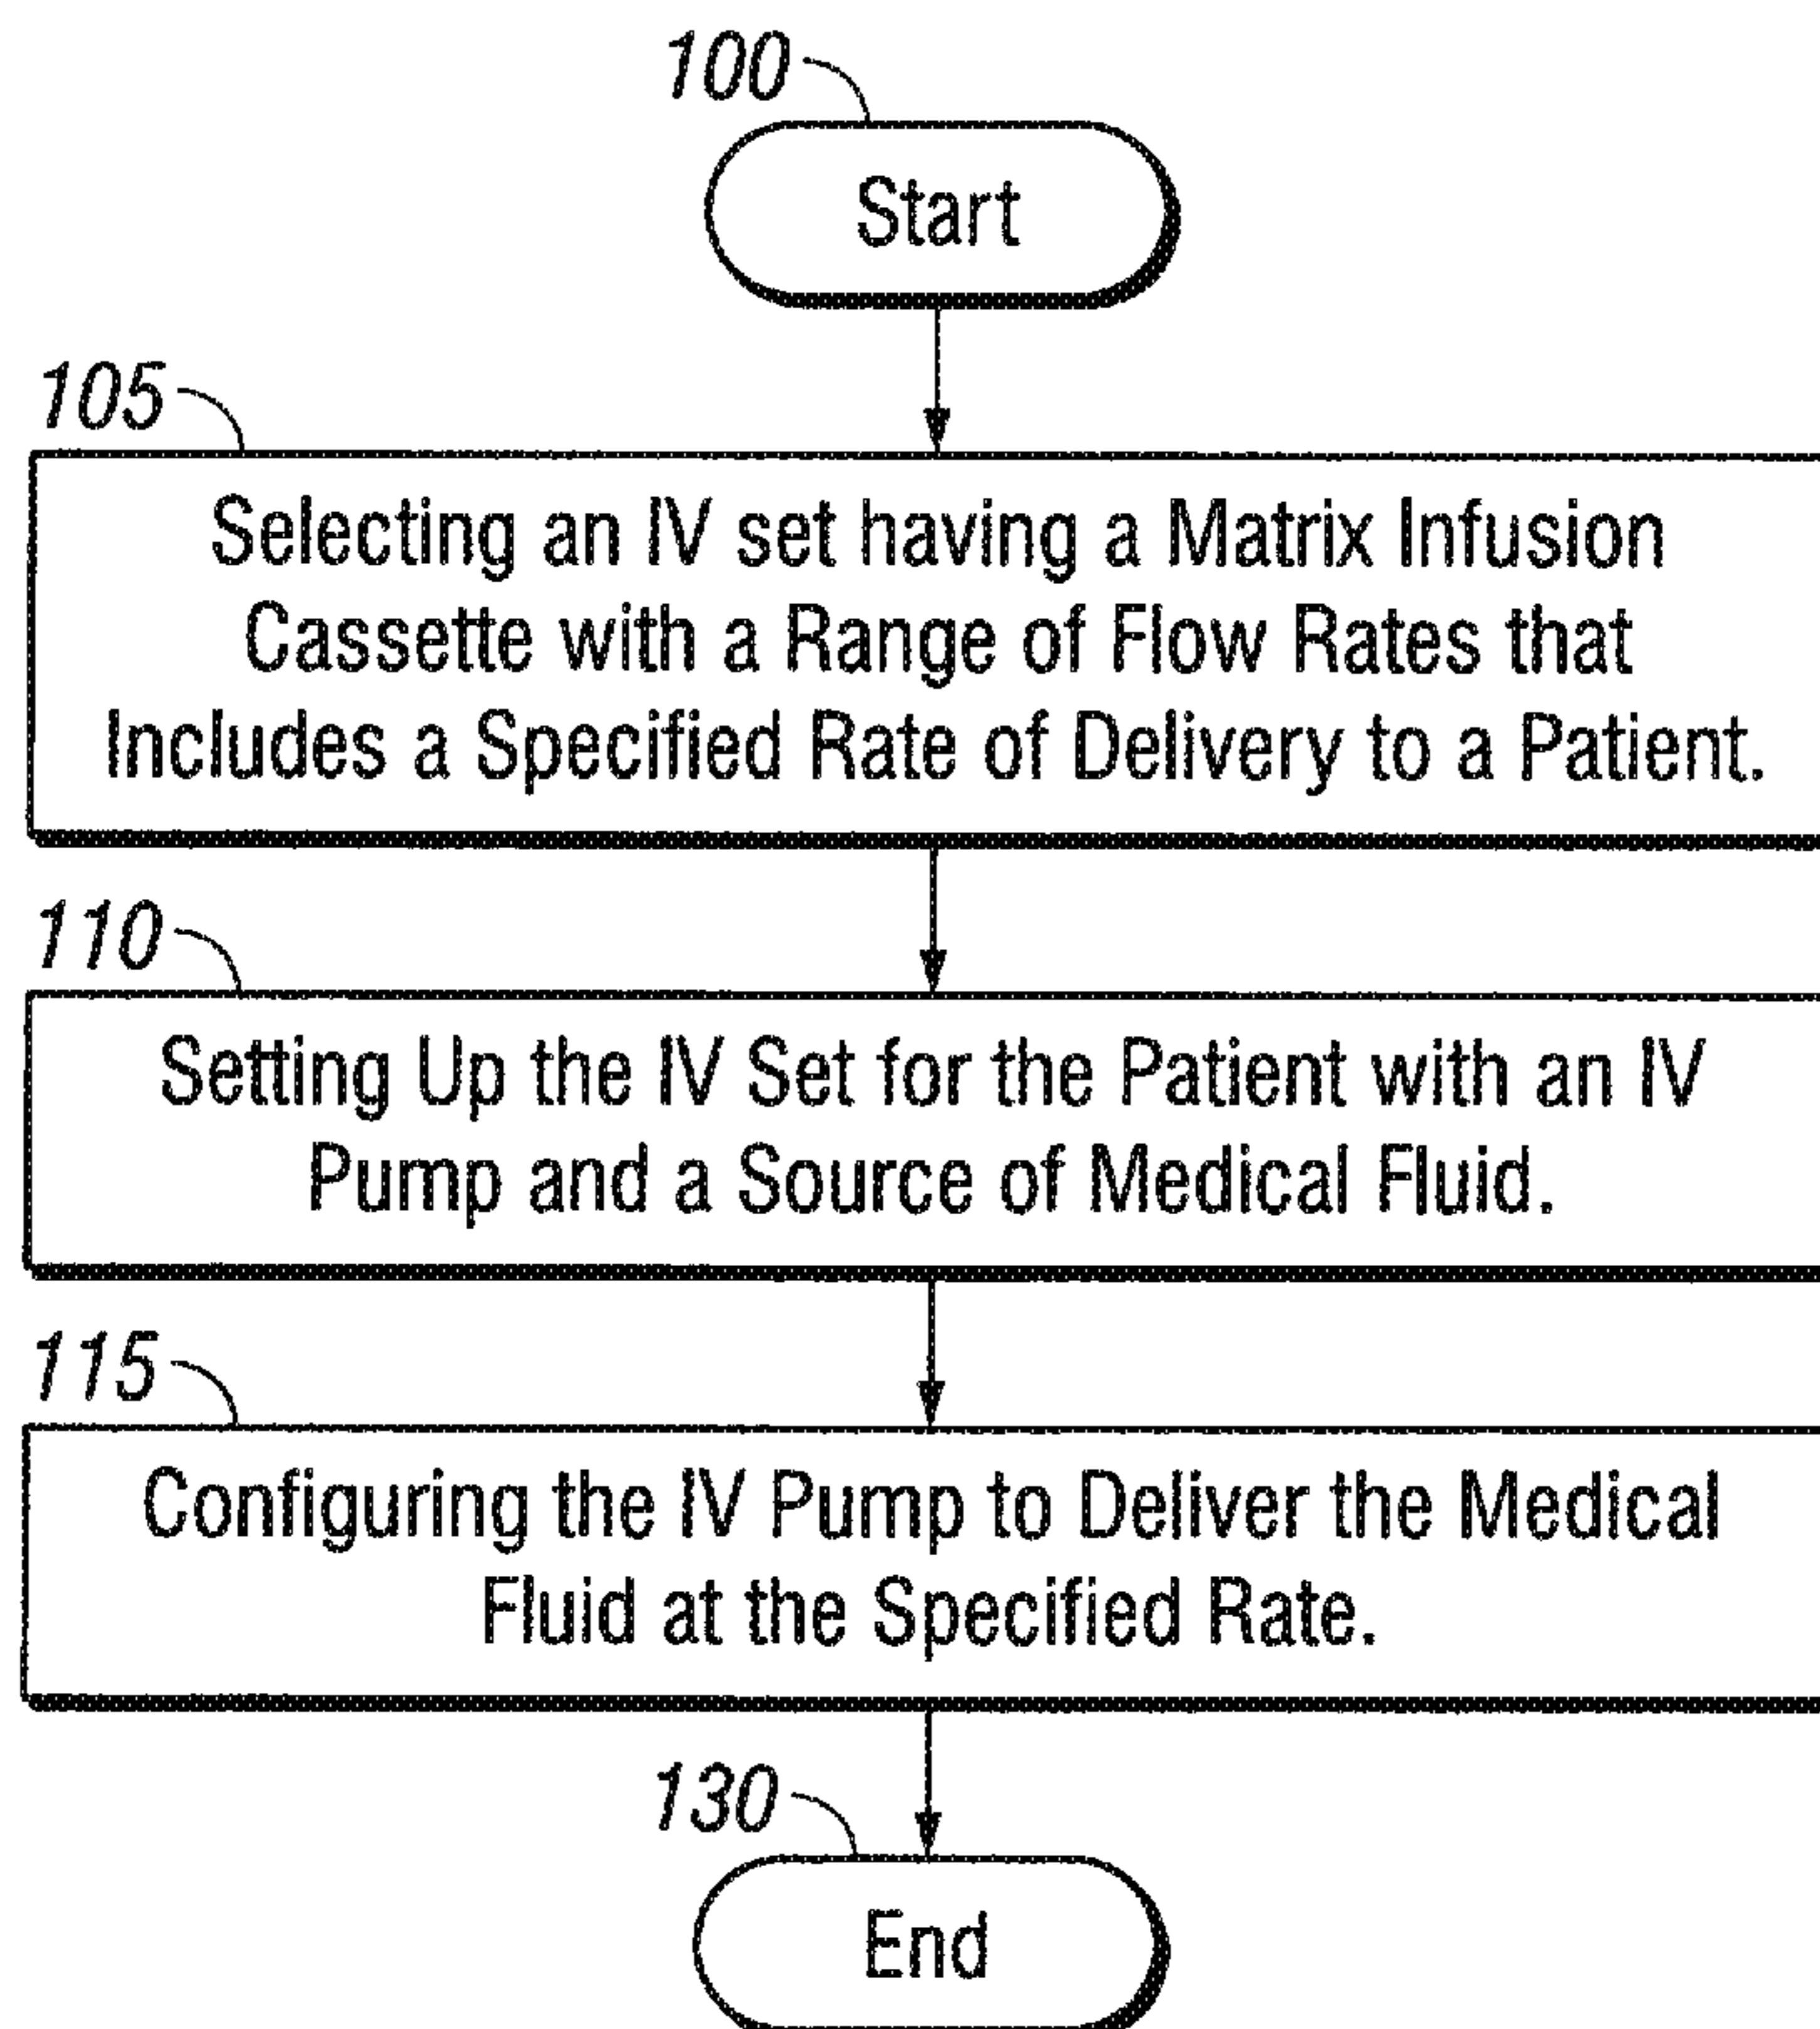 100
Start
105
Selecting an IV set having a Matrix Infusion
Cassette with a Range of Flow Rates that
Includes a Specified Rate of Delivery to a Patient.
110
Setting Up the IV Set for the Patient with an IV
Pump and a Source of Medical Fluid.
115
Configuring the IV Pump to Deliver the Medical
Fluid at the Specified Rate.
130
End